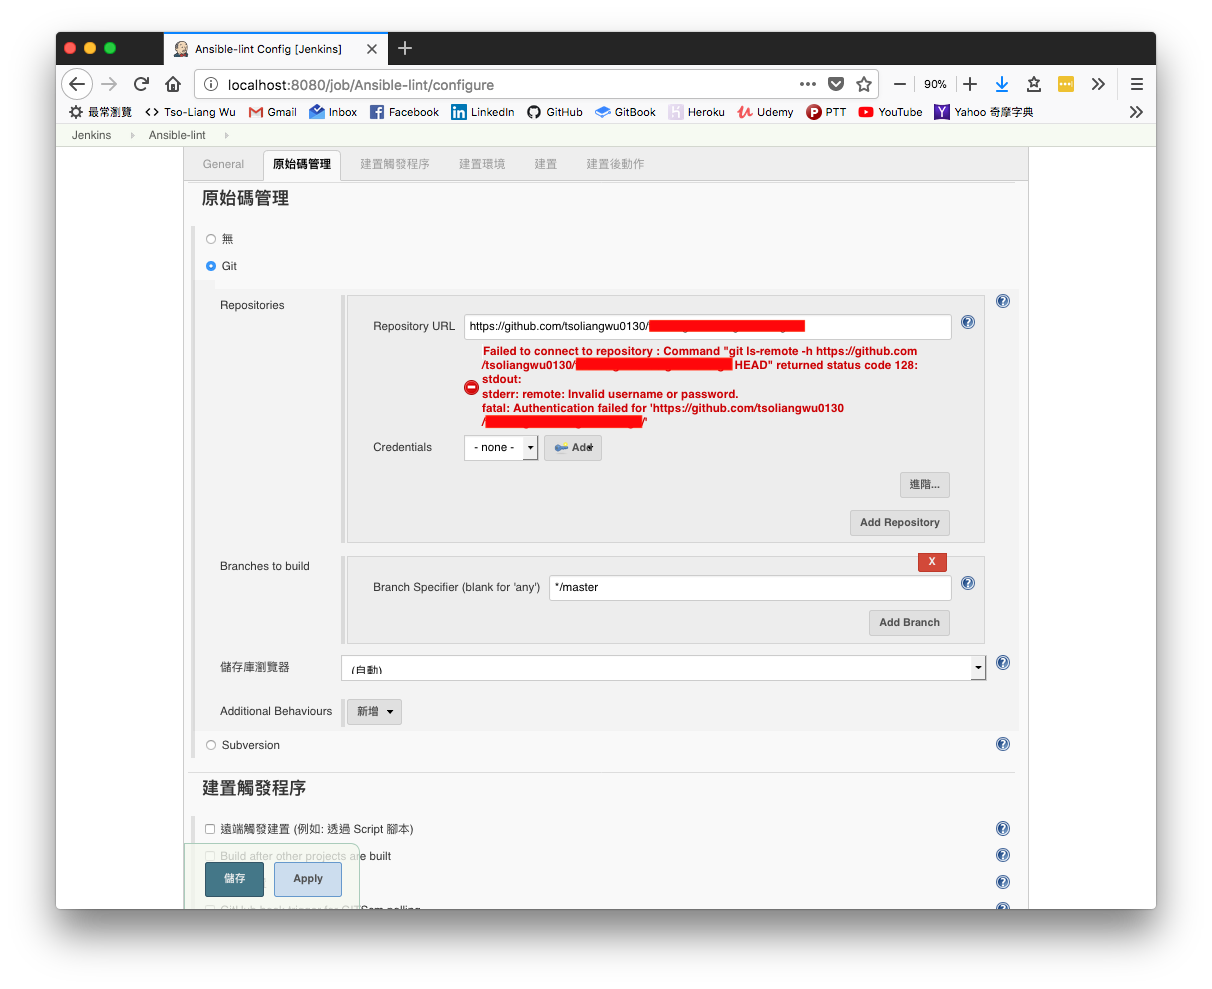 Ansible-lint Config [Jenkins]
localhost:8080/job/Ansible-lint/configure
90%
最常瀏覽 Tso-Liang Wu Gmail Inbox Facebook LinkedIn GitHub GitBook Heroku Udemy PTT YouTube Yahoo 奇摩字典
Jenkins Ansible-lint
General 原始碼管理 建置觸發程序 建置環境 建置 建置後動作
原始碼管理
無
Git
Repositories
Repository URL https://github.com/tsoliangwu0130/
Failed to connect to repository : Command "git ls-remote -h https://github.com
/tsoliangwu0130/ HEAD" returned status code 128:
stdout:
stderr: remote: Invalid username or password.
fatal: Authentication failed for 'https://github.com/tsoliangwu0130
/ /'
Credentials - none - Add
進階...
Add Repository
Branches to build
X
Branch Specifier (blank for 'any') */master
Add Branch
儲存庫瀏覽器 (自動)
Additional Behaviours 新增
Subversion
建置觸發程序
遠端觸發建置 (例如: 透過 Script 腳本)
Build after other projects are built
儲存 Apply
GitHub hook trigger for GITScm polling